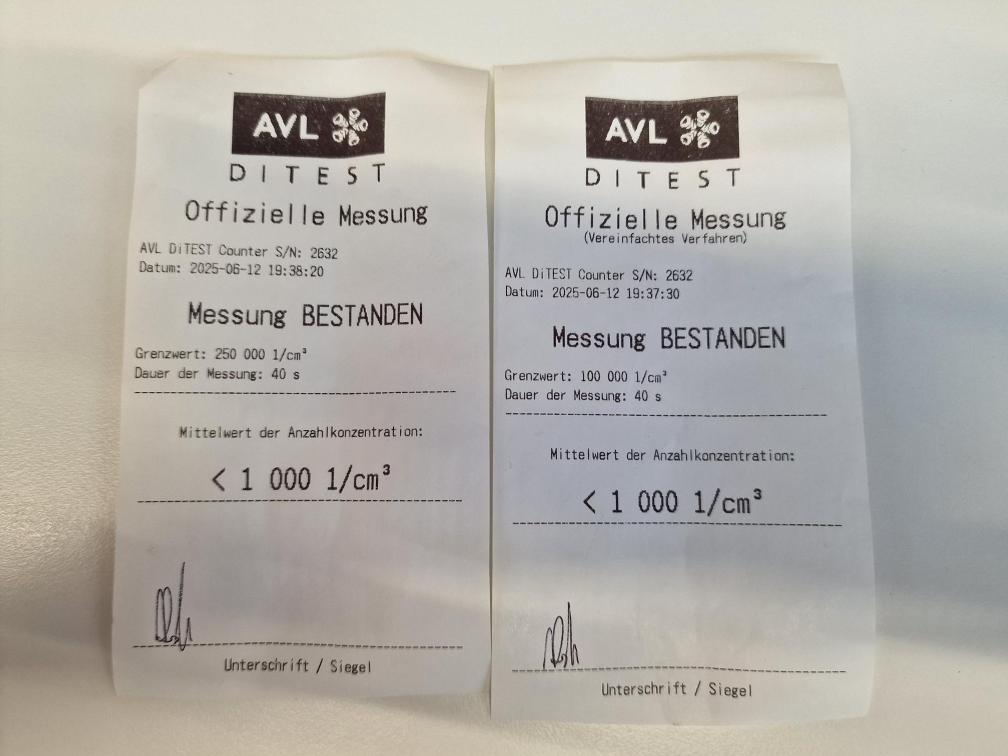 AVL
DITEST
Offizielle Messung
AVL DiTEST Counter S/N: 2632
Datum: 2025-06-12 19:38:20
Messung BESTANDEN
Grenzwert: 250 000 1/cm³
Dauer der Messung: 40 s
Mittelwert der Anzahlkonzentration:
< 1 000 1/cm³
Unterschrift / Siegel
AVL
DITEST
Offizielle Messung
(Vereinfachtes Verfahren)
AVL DiTEST Counter S/N: 2632
Datum: 2025-06-12 19:37:30
Messung BESTANDEN
Grenzwert: 100 000 1/cm³
Dauer der Messung: 40 s
Mittelwert der Anzahlkonzentration:
< 1 000 1/cm³
Unterschrift / Siegel